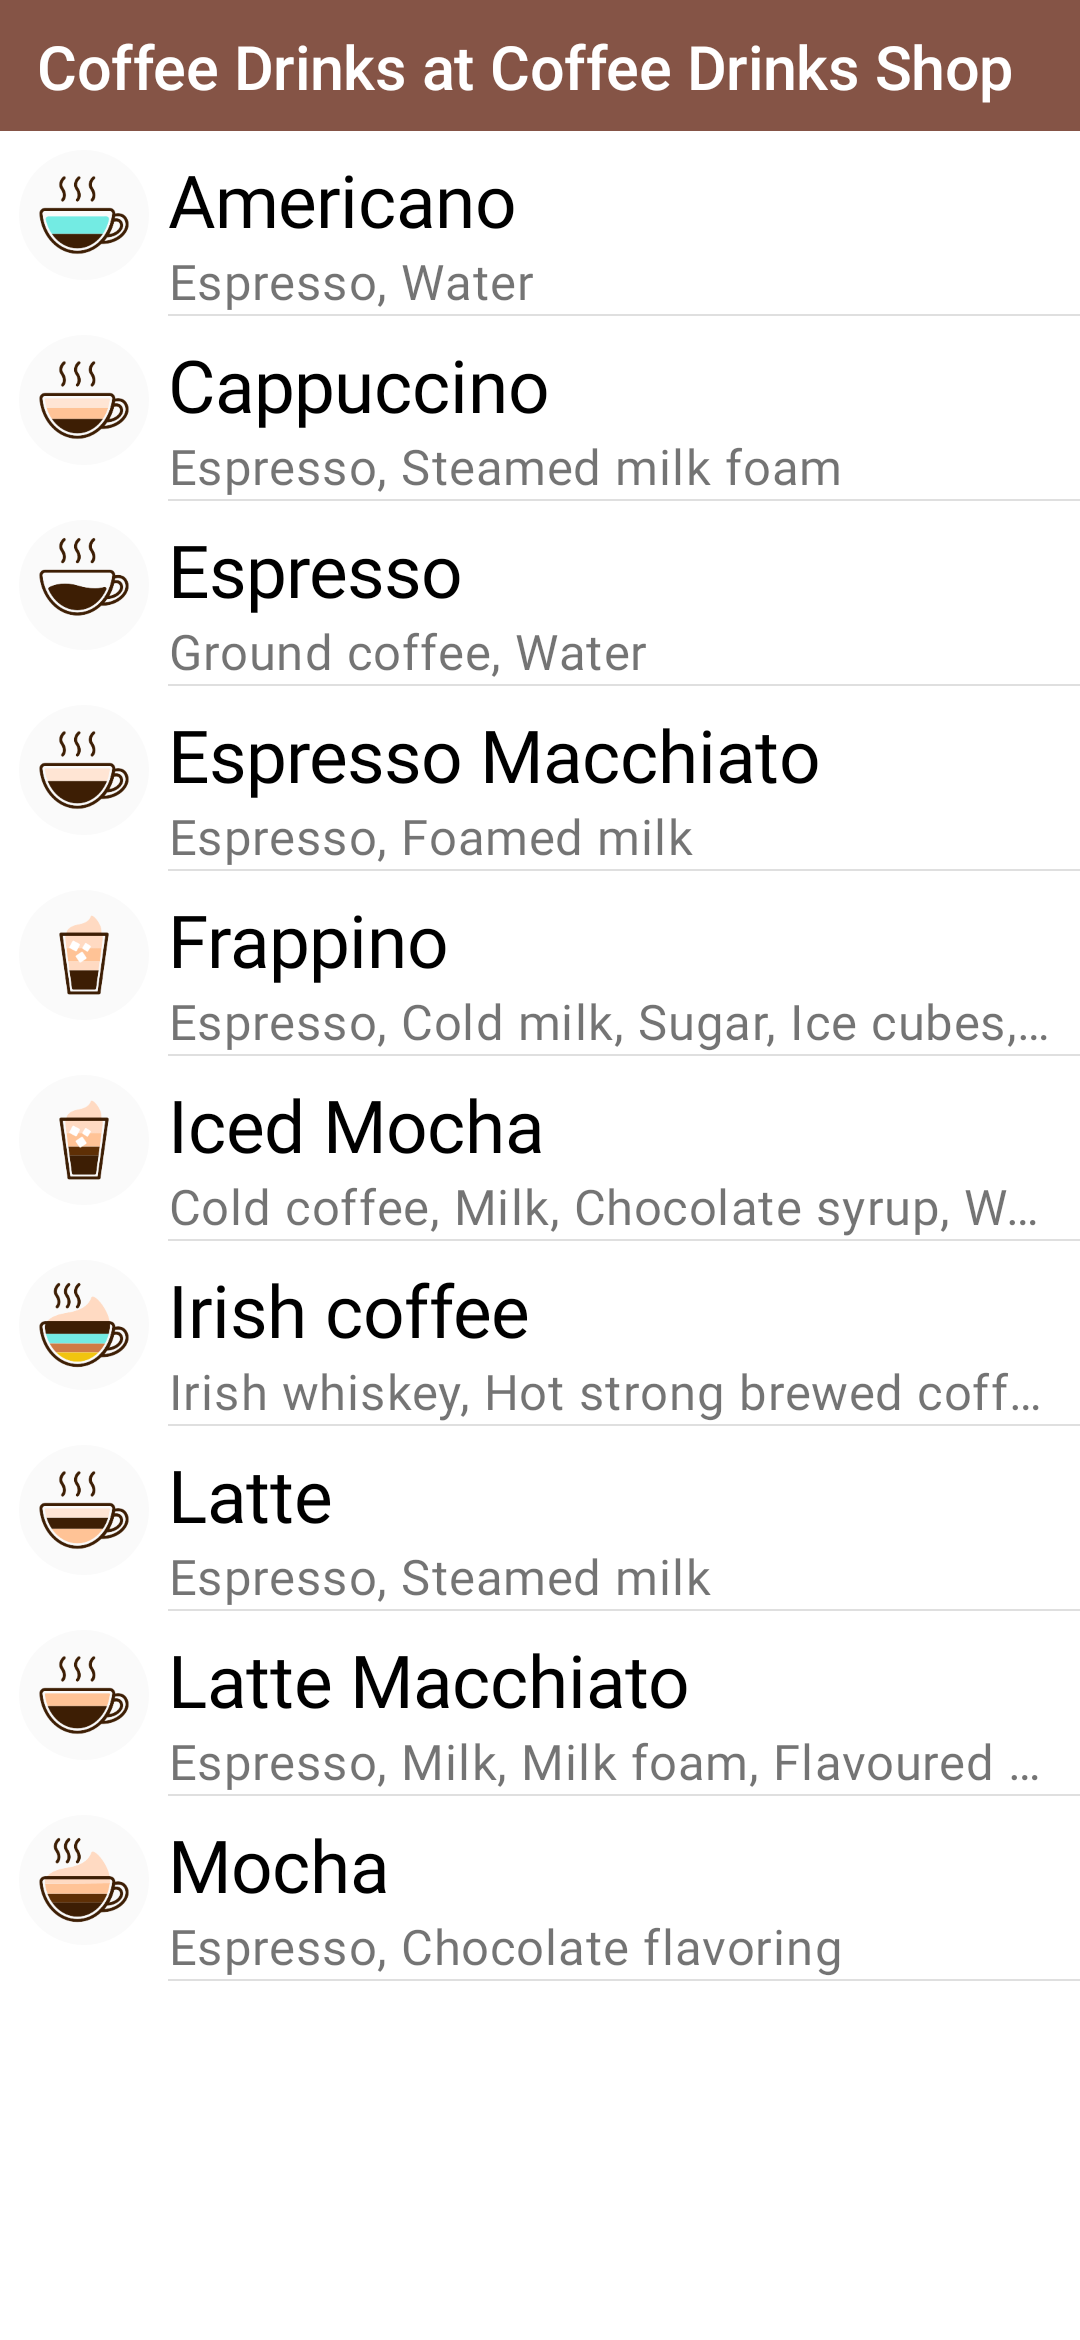 Coffee Drinks at Coffee Drinks Shop
Americano
Espresso, Water
Cappuccino
Espresso, Steamed milk foam
Espresso
Ground coffee, Water
Espresso Macchiato
Espresso, Foamed milk
Frappino
Espresso, Cold milk, Sugar, Ice cubes,...
Iced Mocha
Cold coffee, Milk, Chocolate syrup, W...
Irish coffee
Irish whiskey, Hot strong brewed coff...
Latte
Espresso, Steamed milk
Latte Macchiato
Espresso, Milk, Milk foam, Flavoured ...
Mocha
Espresso, Chocolate flavoring